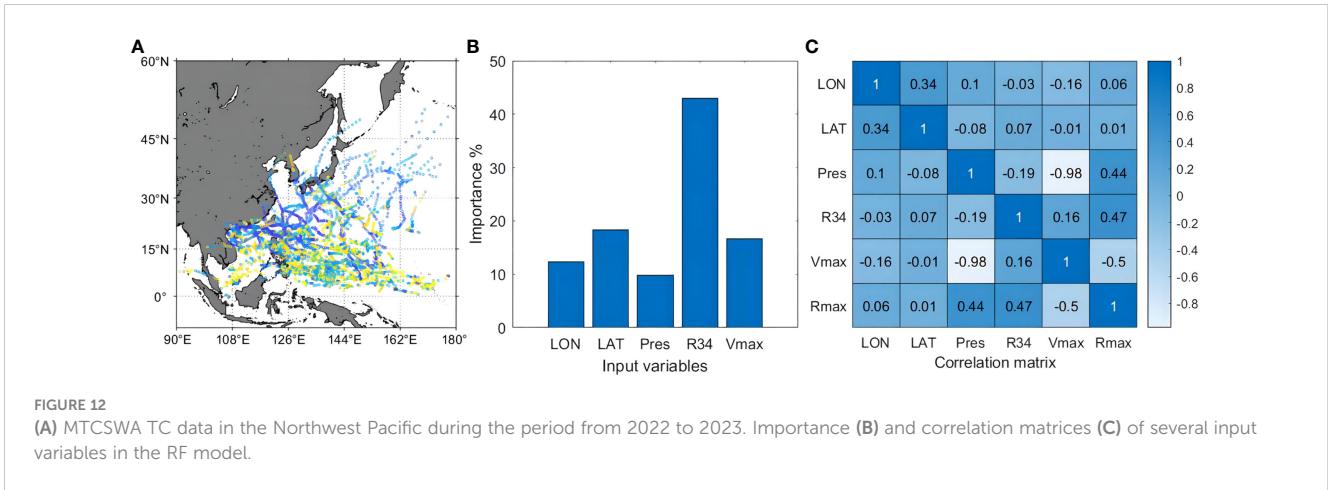 A
60°N
45°N
30°N
15°N
0°
90°E 108°E 126°E 144°E 162°E 180°
B
50
40
30
20
10
0
Importance %
LON LAT Pres R34 Vmax
Input variables
C
LON 1 0.34 0.1 -0.03 -0.16 0.06
LAT 0.34 1 -0.08 0.07 -0.01 0.01
Pres 0.1 -0.08 1 -0.19 -0.98 0.44
R34 -0.03 0.07 -0.19 1 0.16 0.47
Vmax -0.16 -0.01 -0.98 0.16 1 -0.5
Rmax 0.06 0.01 0.44 0.47 -0.5 1
LON LAT Pres R34 Vmax Rmax
Correlation matrix
1
0.8
0.6
0.4
0.2
0
-0.2
-0.4
-0.6
-0.8
FIGURE 12
(A) MTCSWA TC data in the Northwest Pacific during the period from 2022 to 2023. Importance (B) and correlation matrices (C) of several input
variables in the RF model.